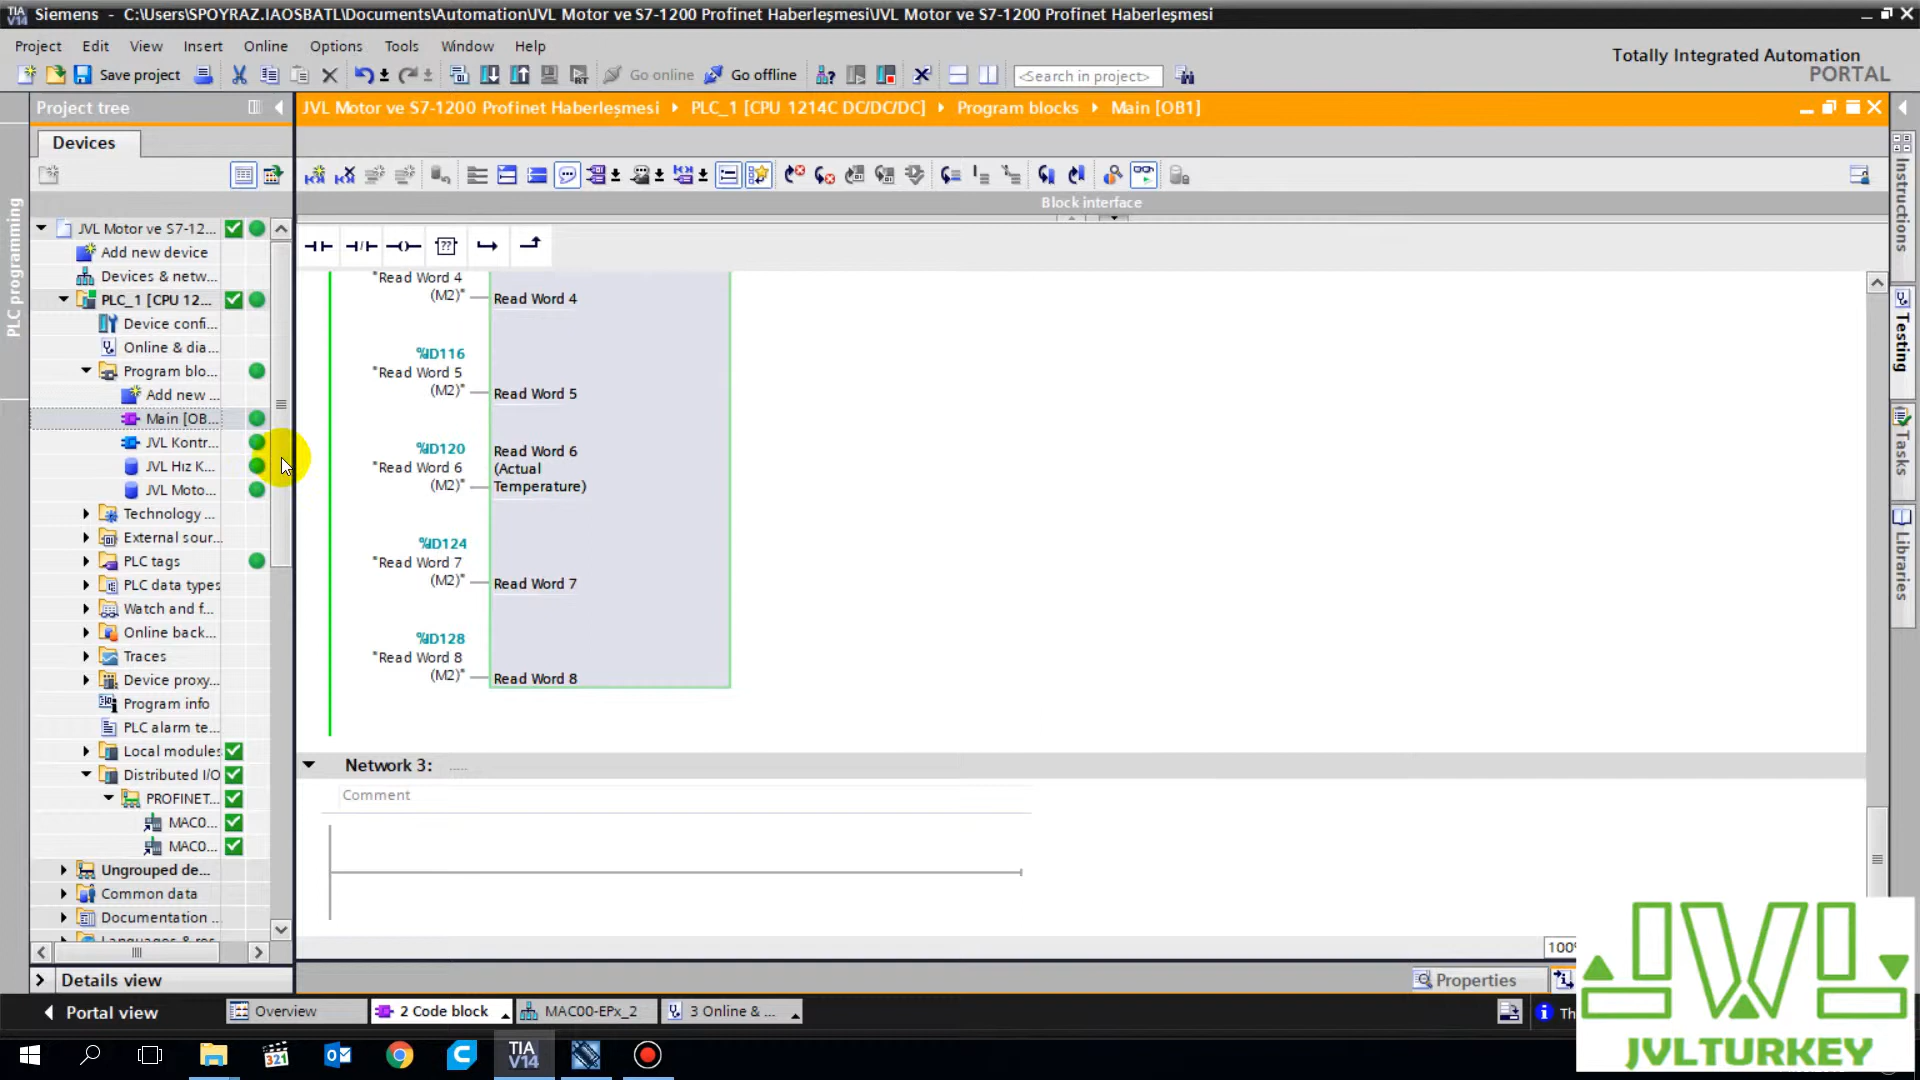 TIA
V14
Siemens - C:\Users\SPOYRAZ.IAOSBATL\Documents\Automation\JVL Motor ve S7-1200 Profinet Haberleşmesi\JVL Motor ve S7-1200 Profinet Haberleşmesi
Project Edit View Insert Online Options Tools Window Help
Totally Integrated Automation
PORTAL
Save project
Go online
Go offline
<Search in project>
Project tree
JVL Motor ve S7-1200 Profinet Haberleşmesi PLC_1 [CPU 1214C DC/DC/DC] Program blocks Main [OB1]
Devices
Block interface
PLC programming
JVL Motor ve S7-12...
Add new device
Devices & netw...
PLC_1 [CPU 12...
Device confi...
Online & dia...
Program blo...
Add new ...
Main [OB...
JVL Kontr...
JVL Hız K...
JVL Moto...
Technology ...
External sour...
PLC tags
PLC data types
Watch and f...
Online back...
Traces
Device proxy...
Program info
PLC alarm te...
Local modules
Distributed I/O
PROFINET...
MAC0...
MAC0...
Ungrouped de...
Common data
Documentation ...
Details view
??
"Read Word 4
(M2)"
Read Word 4
%ID116
"Read Word 5
(M2)"
Read Word 5
%ID120
"Read Word 6
(M2)"
Read Word 6
(Actual
Temperature)
%ID124
"Read Word 7
(M2)"
Read Word 7
%ID128
"Read Word 8
(M2)"
Read Word 8
Network 3: .....
Comment
100%
Properties
Instructions
Testing
Tasks
Libraries
Portal view
Overview
2 Code block
MAC00-EPx_2
3 Online & ...
Th
321
TIA
V14
JVL
JVLTURKEY